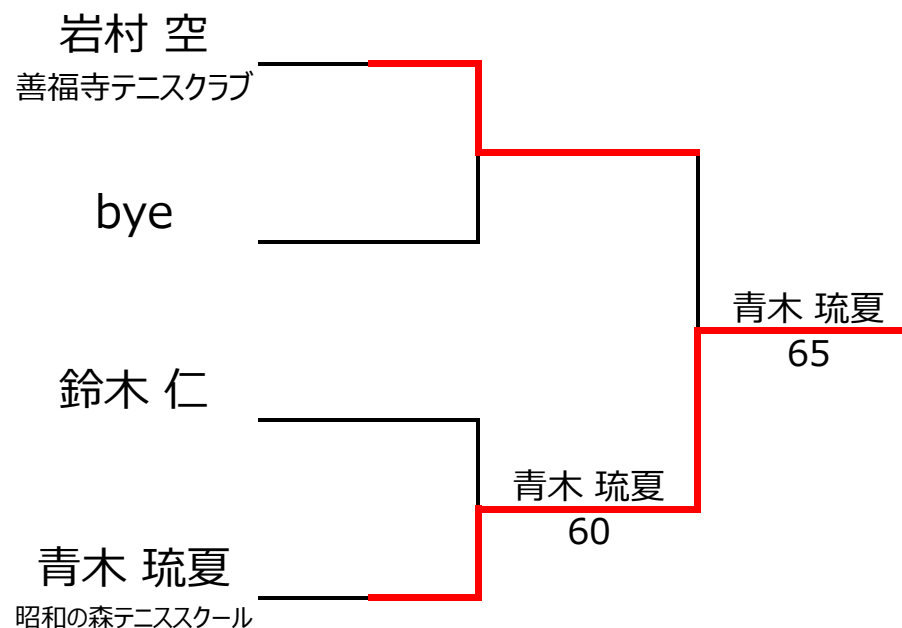 岩村 空
善福寺テニスクラブ
bye
鈴木 仁
青木 琉夏
昭和の森テニススクール
青木 琉夏
60
青木 琉夏
65